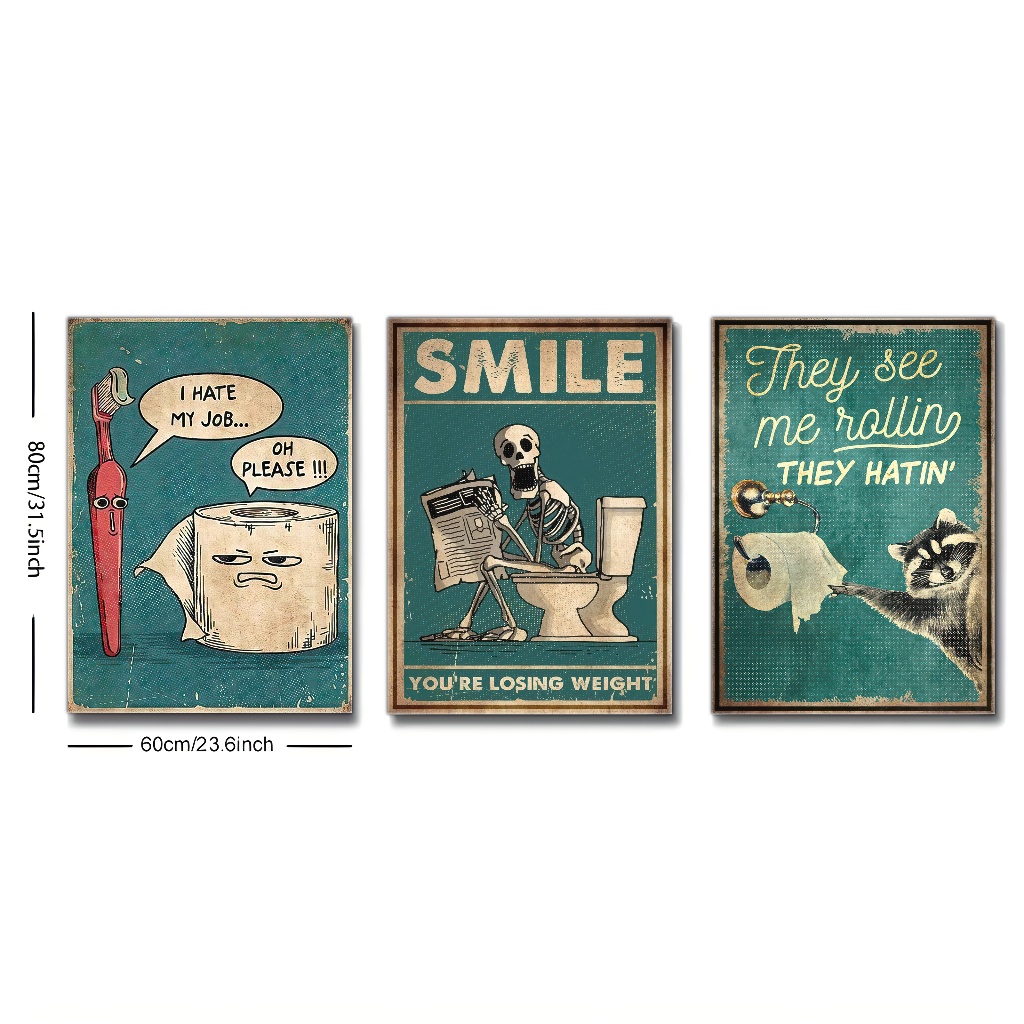 80cm/31.5inch
I HATE
MY JOB...
OH
PLEASE !!!
SMILE
YOU'RE LOSING WEIGHT
They see
me rollin
THEY HATIN'
60cm/23.6inch